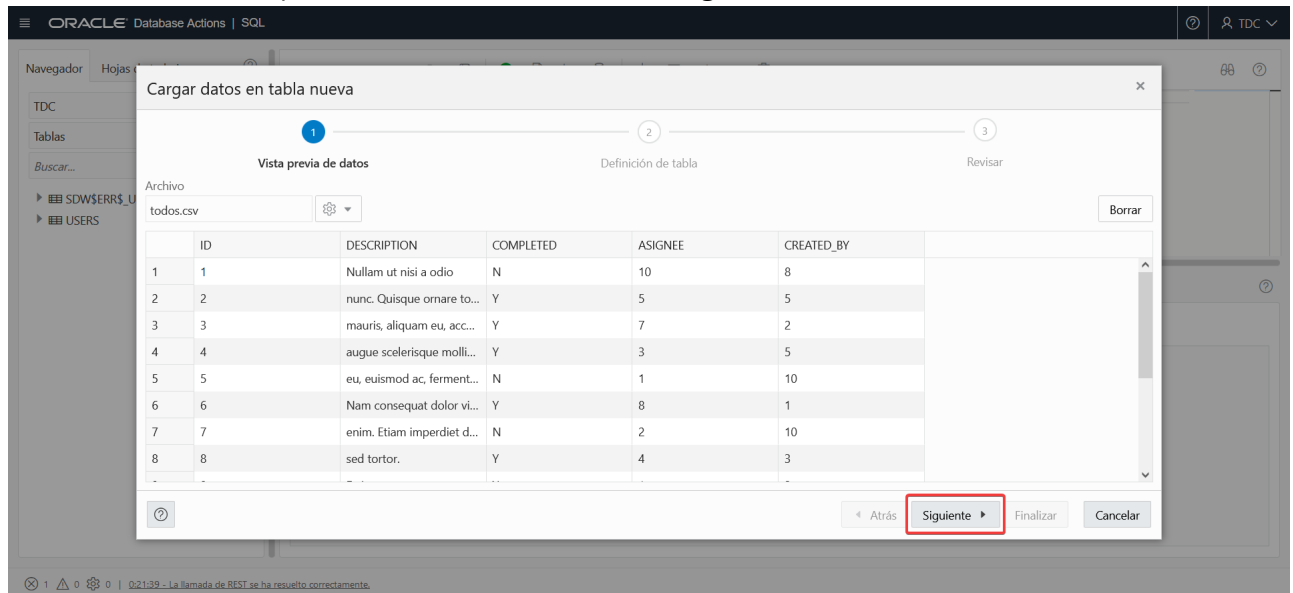 ORACLE Database Actions | SQL
TDC
Navegador Hojas
TDC
Tablas
Buscar...
SDW$ERR$_U
USERS
Cargar datos en tabla nueva
1 2 3
Vista previa de datos Definición de tabla Revisar
Archivo
todos.csv
Borrar
ID DESCRIPTION COMPLETED ASIGNEE CREATED_BY
1 1 Nullam ut nisi a odio N 10 8
2 2 nunc. Quisque ornare to... Y 5 5
3 3 mauris, aliquam eu, acc... Y 7 2
4 4 augue scelerisque molli... Y 3 5
5 5 eu, euismod ac, ferment... N 1 10
6 6 Nam consequat dolor vi... Y 8 1
7 7 enim. Etiam imperdiet d... N 2 10
8 8 sed tortor. Y 4 3
Atrás Siguiente Finalizar Cancelar
1 0 0 | 0:21:39 - La llamada de REST se ha resuelto correctamente.